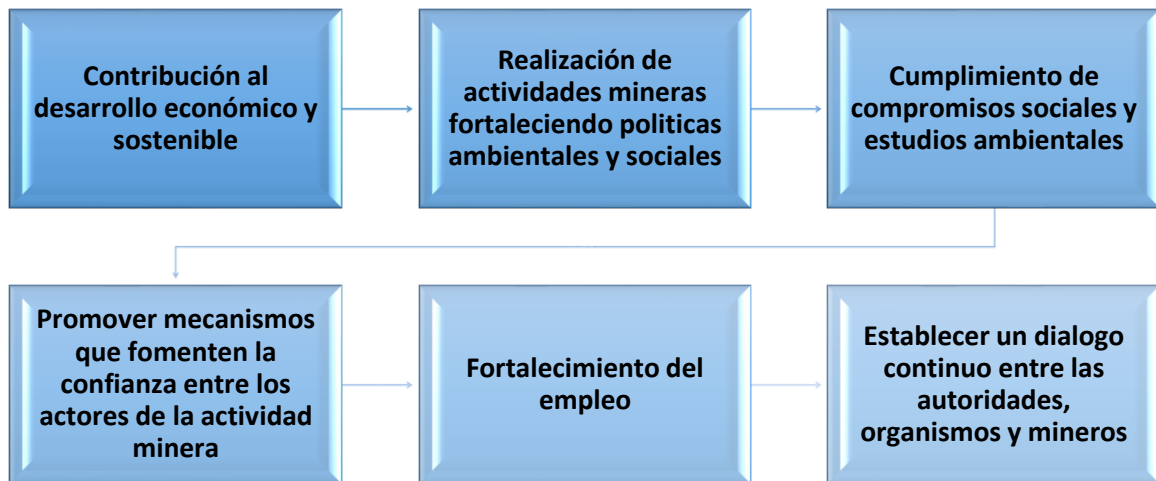 Contribución al
desarrollo económico y
sostenible
Realización de
actividades mineras
fortaleciendo politicas
ambientales y sociales
Cumplimiento de
compromisos sociales y
estudios ambientales
Promover mecanismos
que fomenten la
confianza entre los
actores de la actividad
minera
Fortalecimiento del
empleo
Establecer un dialogo
continuo entre las
autoridades,
organismos y mineros